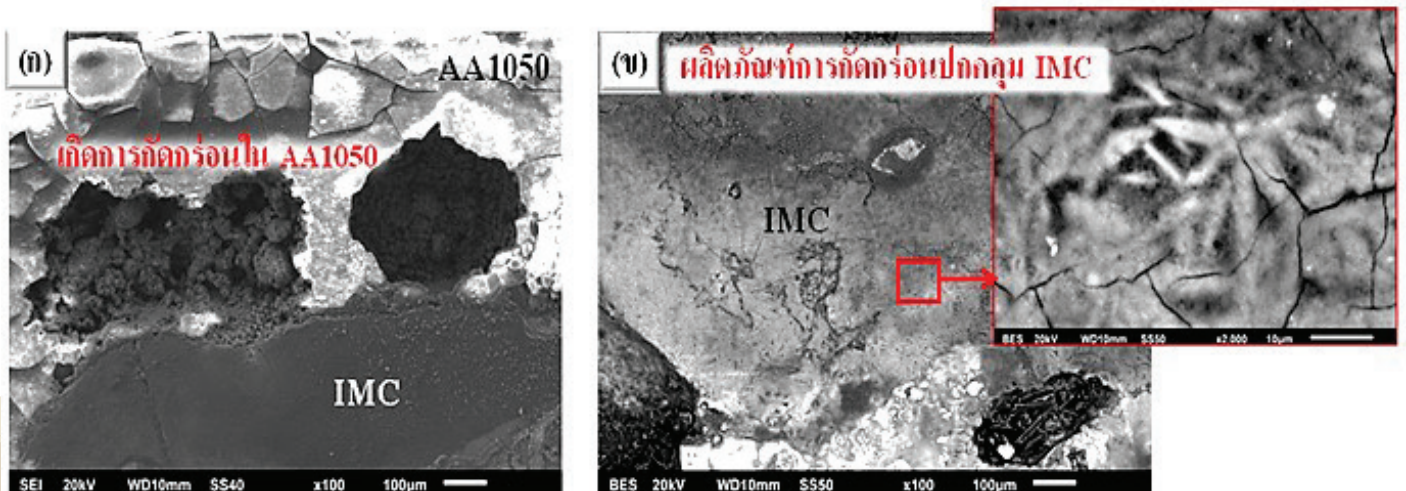 (ก)
AA1050
เกิดการกัดกร่อนใน AA1050
IMC
SEI 20kV WD10mm SS40 x100 100µm
(ข) ผลิตภัณฑ์การกัดกร่อนปกคลุม IMC
IMC
BES 20kV WD10mm SS50 x100 100µm
BES 20kV WD10mm SS50 x2,000 10µm